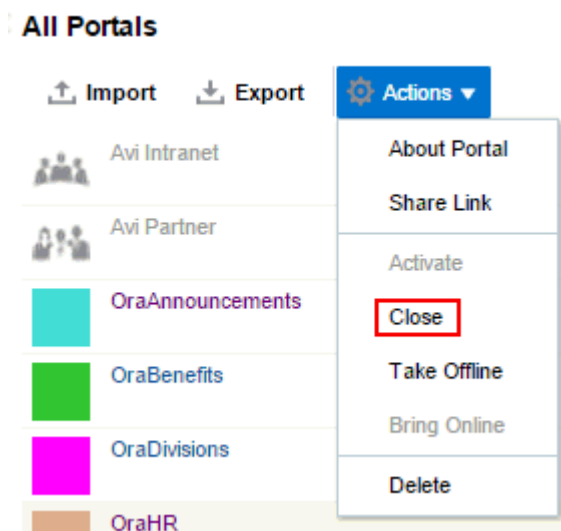 All Portals
Import Export Actions
Avi Intranet
Avi Partner
OraAnnouncements
OraBenefits
OraDivisions
OraHR
About Portal
Share Link
Activate
Close
Take Offline
Bring Online
Delete